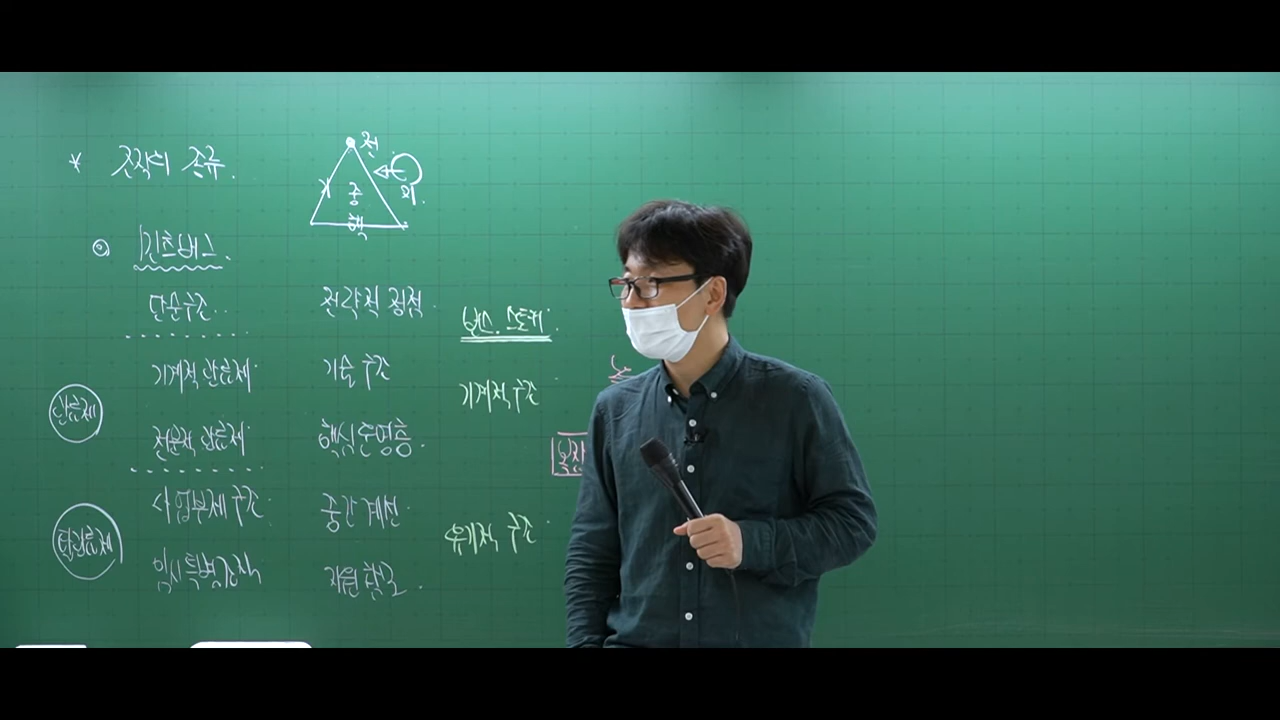 * 조직의 종류.
전
중
핵
⊙ 민츠버스.
단순구조.
전략적 정점.
번스. 스토커.
기계적 관료제
기술 구조
기계적 구조
관료제
전문적 관료제
핵심운영층.
사업부제 구조
중간 계선
탈관료제
유기적 구조
임시특별조직
지원 참모.